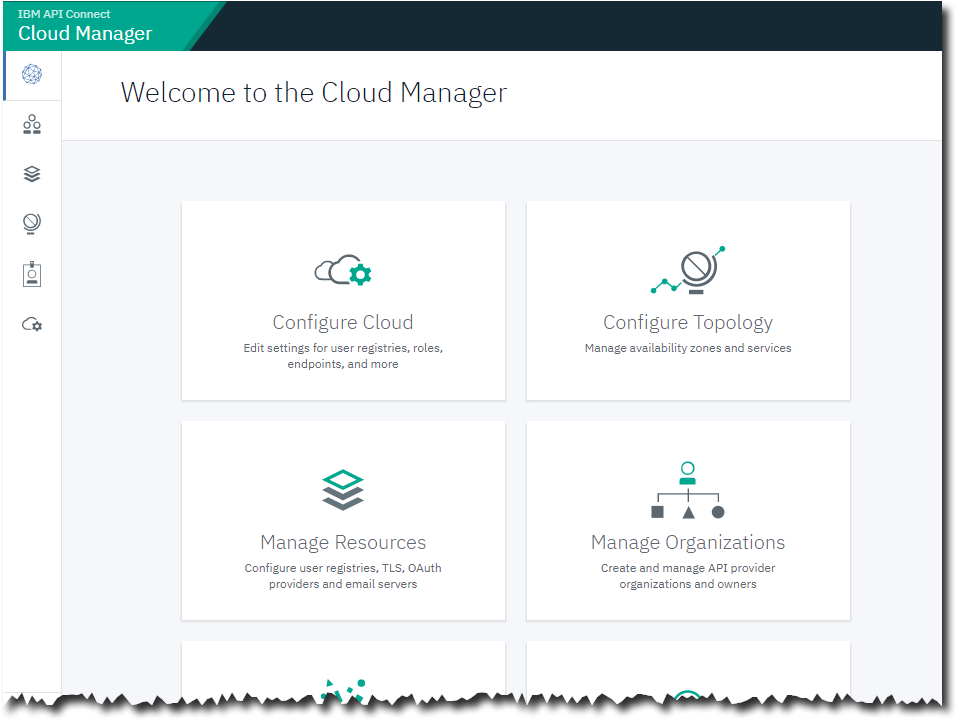 IBM API Connect
Cloud Manager
Welcome to the Cloud Manager
Configure Cloud
Edit settings for user registries, roles,
endpoints, and more
Configure Topology
Manage availability zones and services
Manage Resources
Configure user registries, TLS, OAuth
providers and email servers
Manage Organizations
Create and manage API provider
organizations and owners